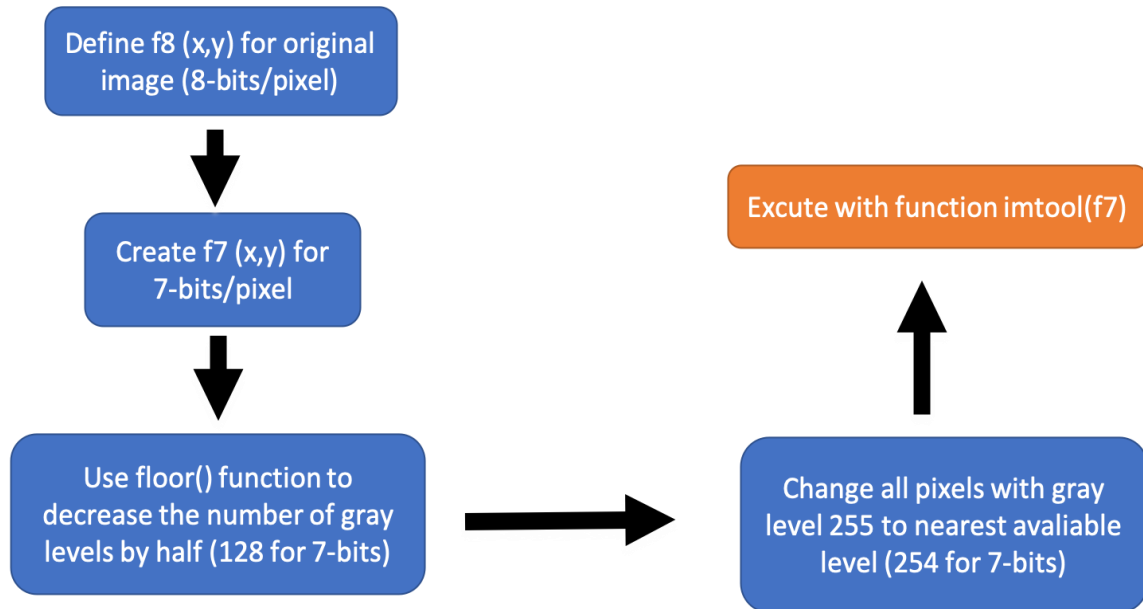 Define f8 (x,y) for original
image (8-bits/pixel)
Create f7 (x,y) for
7-bits/pixel
Use floor() function to
decrease the number of gray
levels by half (128 for 7-bits)
Change all pixels with gray
level 255 to nearest avaliable
level (254 for 7-bits)
Excute with function imtool(f7)